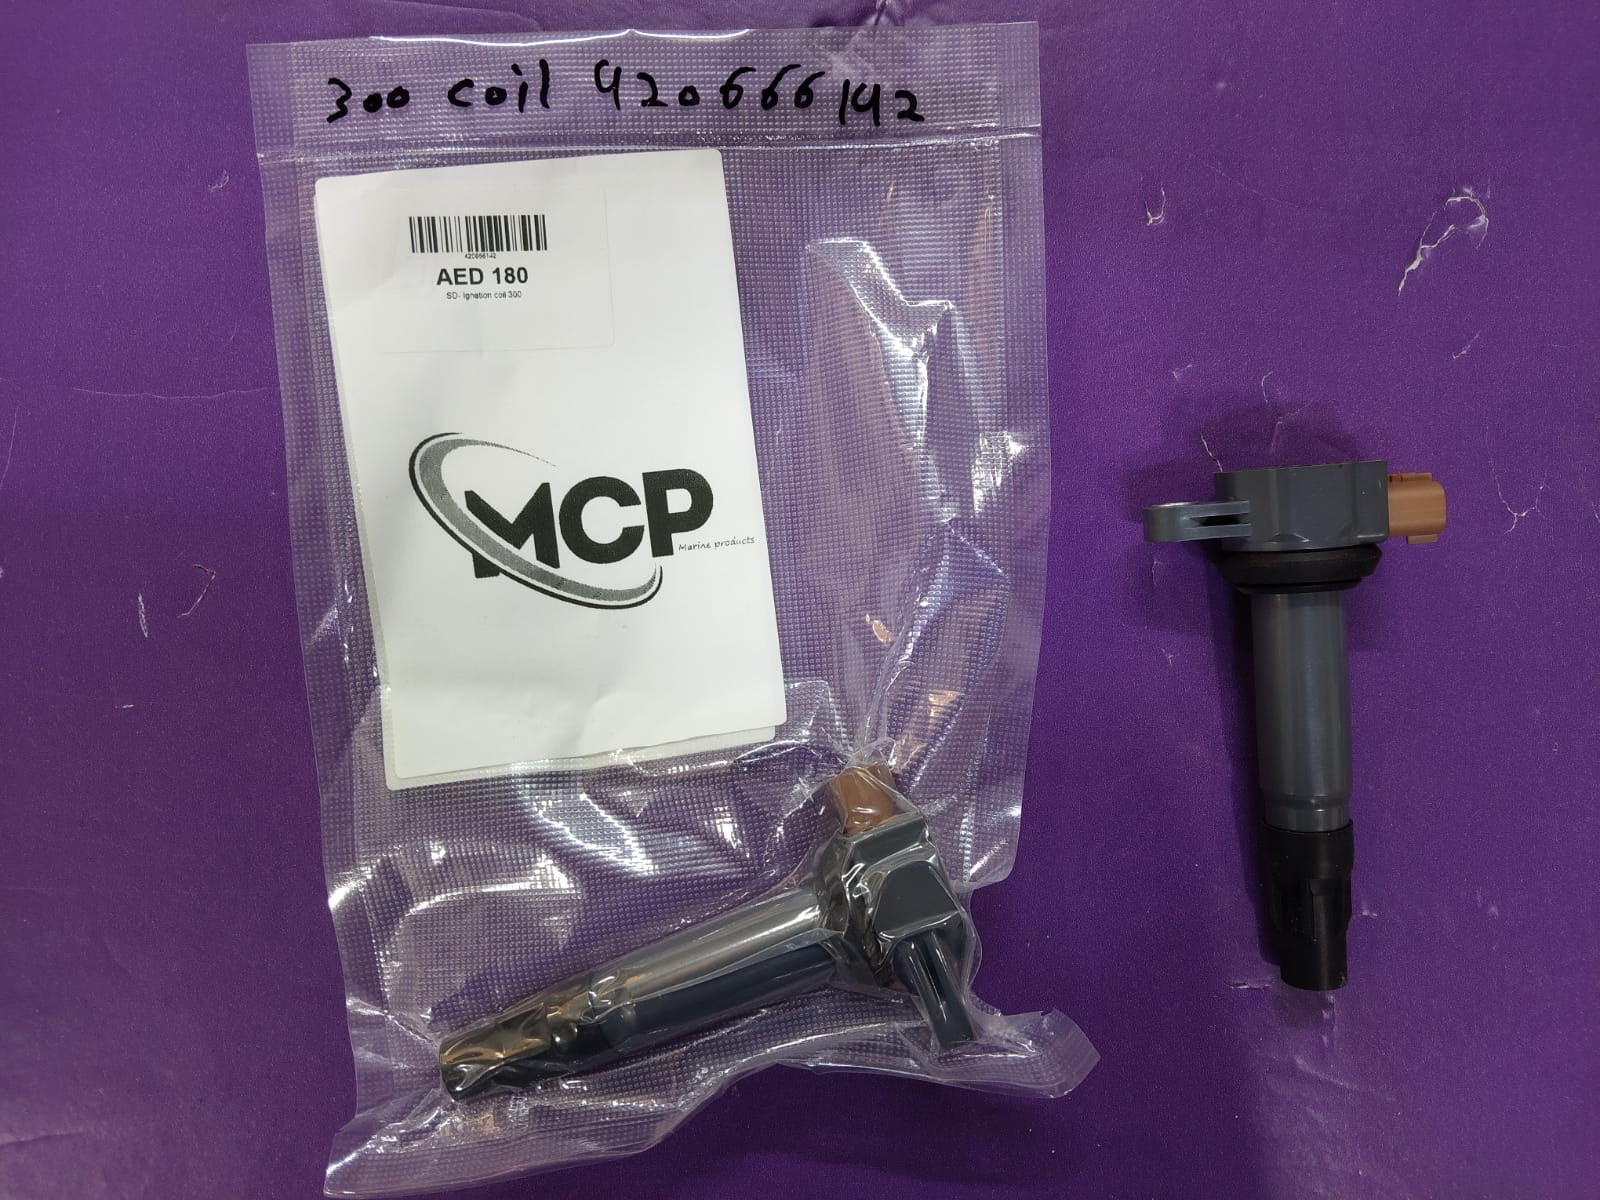 300 coil 420666142
420666142
AED 180
SD- Ignation coil 300
MCP
Marine products